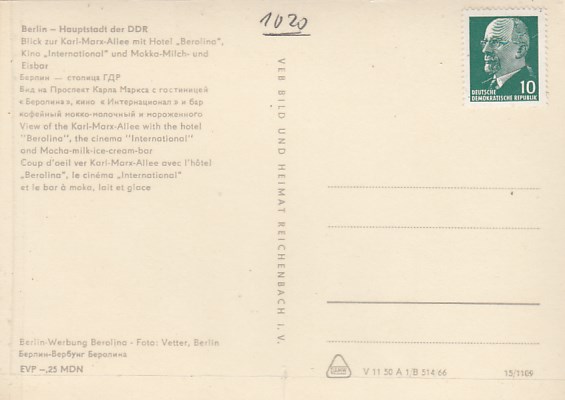 1020
Berlin — Hauptstadt der DDR
Blick zur Karl-Marx-Allee mit Hotel „Berolina",
Kino „International" und Mokka-Milch- und
Eisbar
Берлин — столица ГДР
Вид на Проспект Карла Маркса с гостиницей
«Беролина», кино «Интернационал» и бар
кофейный мокко-молочный и мороженного
View of the Karl-Marx-Allee with the hotel
"Berolina", the cinema "International"
and Mocha-milk-ice-cream-bar
Coup d'oeil ver Karl-Marx-Allee avec l'hôtel
„Berolina", le cinéma „International"
et le bar à moka, lait et glace
Berlin-Werbung Berolina - Foto: Vetter, Berlin
Берлин-Вербунг Беролина
EVP –,25 MDN
VEB BILD UND HEIMAT REICHENBACH I. V.
10
DEUTSCHE
DEMOKRATISCHE REPUBLIK
V 11 50 A 1/B 514 66
15/1109